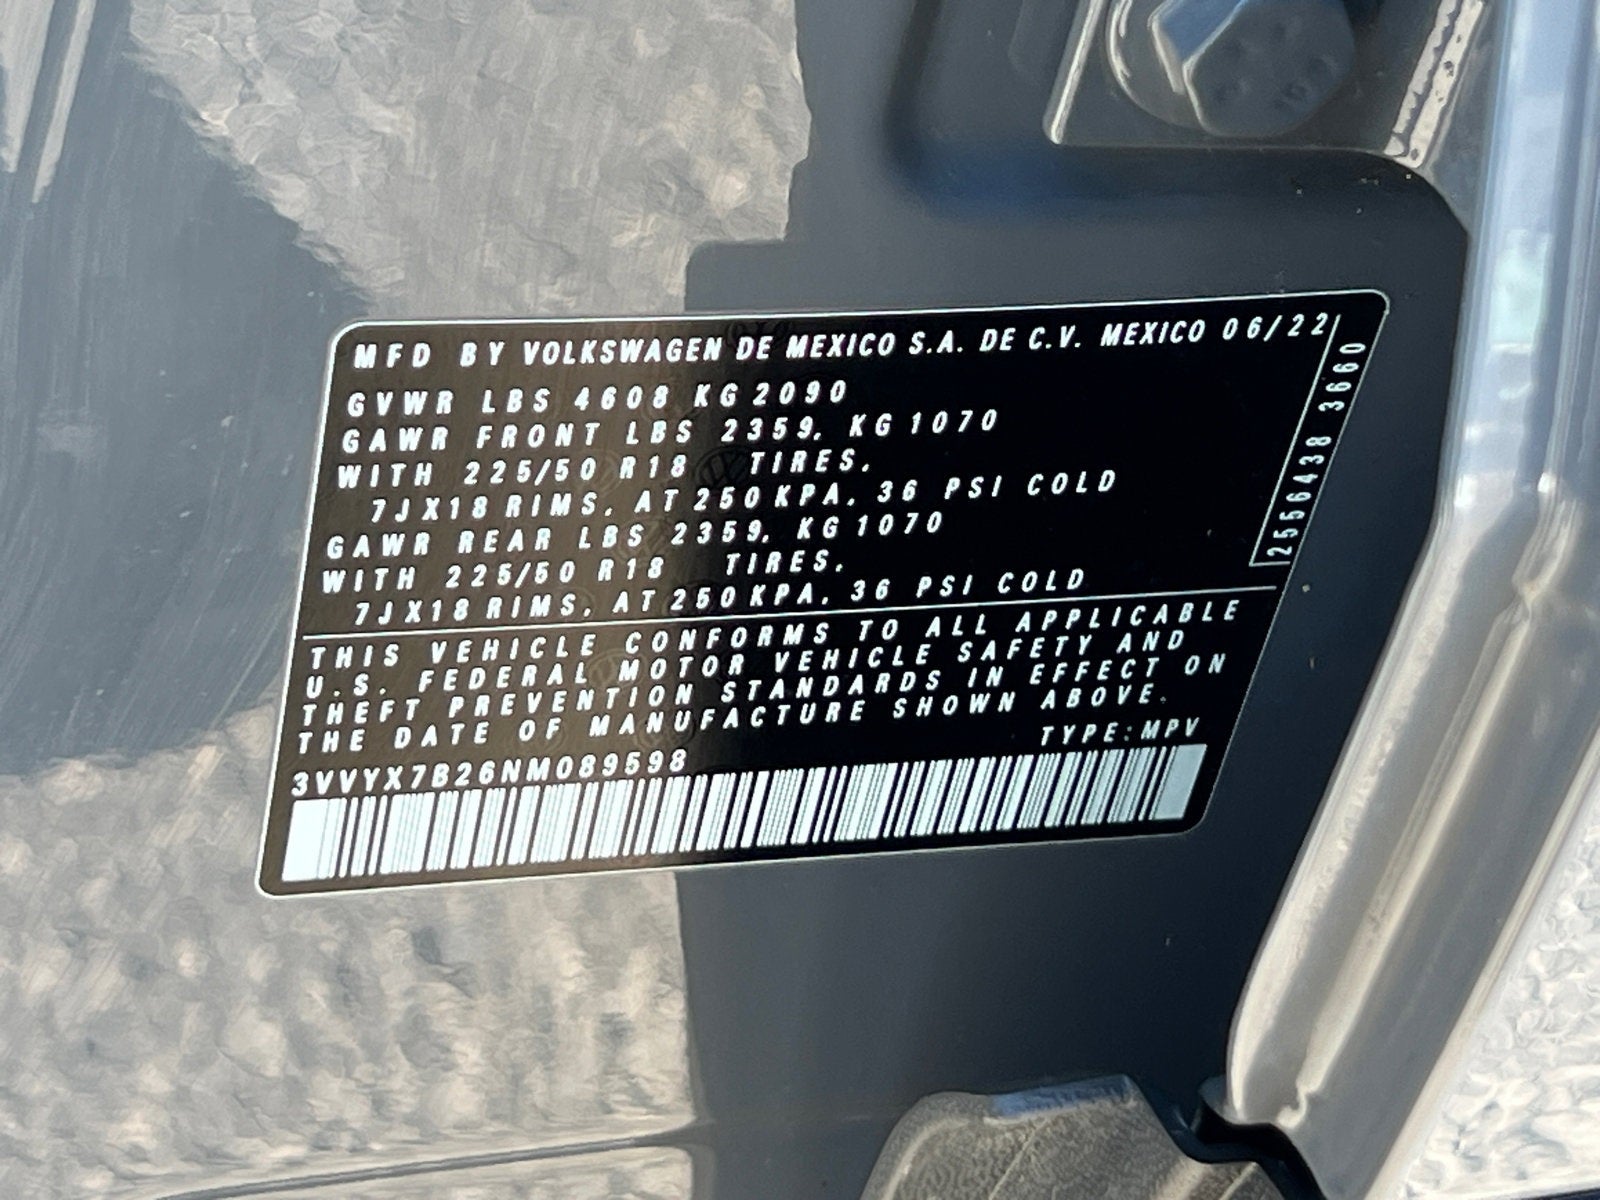 MFD BY VOLKSWAGEN DE MEXICO S.A. DE C.V. MEXICO 06/22
GVWR LBS 4608 KG 2090
GAWR FRONT LBS 2359, KG 1070
WITH 225/50 R18 TIRES,
7JX18 RIMS, AT 250 KPA, 36 PSI COLD
GAWR REAR LBS 2359, KG 1070
WITH 225/50 R18 TIRES,
7JX18 RIMS, AT 250 KPA, 36 PSI COLD
2556438 3660
THIS VEHICLE CONFORMS TO ALL APPLICABLE
U.S. FEDERAL MOTOR VEHICLE SAFETY AND
THEFT PREVENTION STANDARDS IN EFFECT ON
THE DATE OF MANUFACTURE SHOWN ABOVE.
TYPE: MPV
3VVYX7B26NM089598